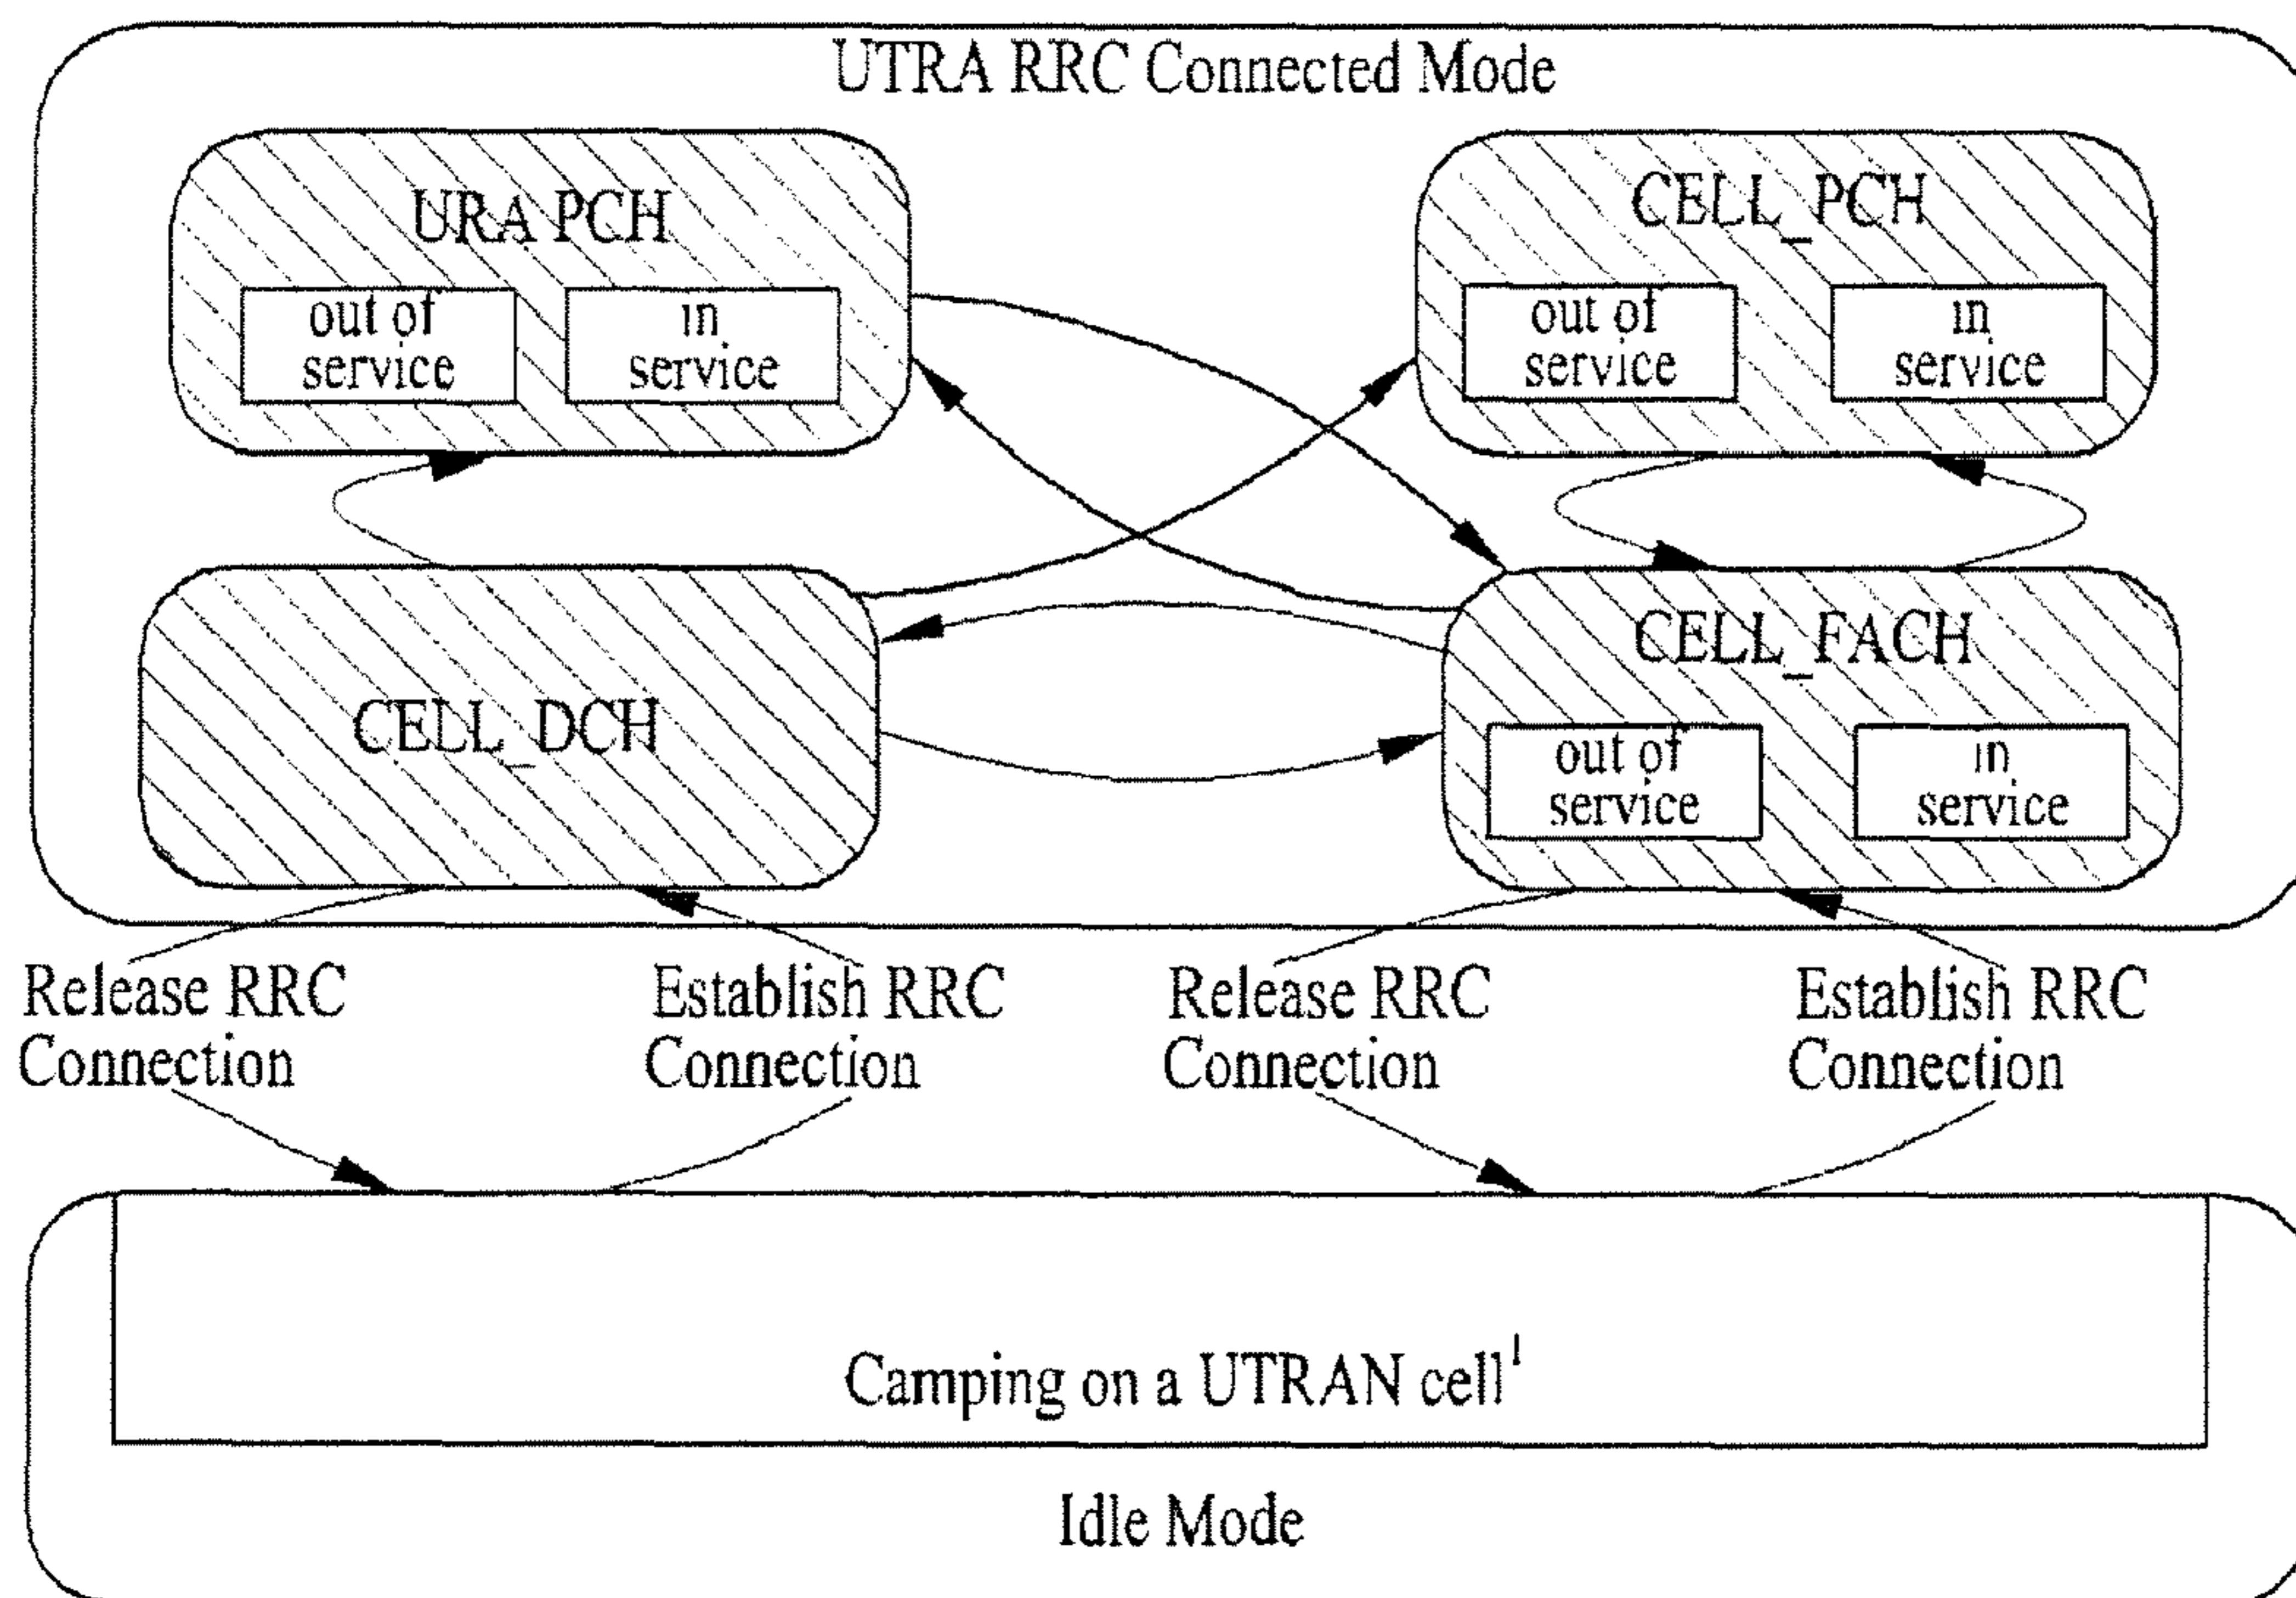 UTRA RRC Connected Mode
URA PCH
out of
service
in
service
CELL_PCH
out of
service
in
service
CELL_DCH
CELL_FACH
out of
service
in
service
Release RRC
Connection
Establish RRC
Connection
Release RRC
Connection
Establish RRC
Connection
Camping on a UTRAN cell¹
Idle Mode